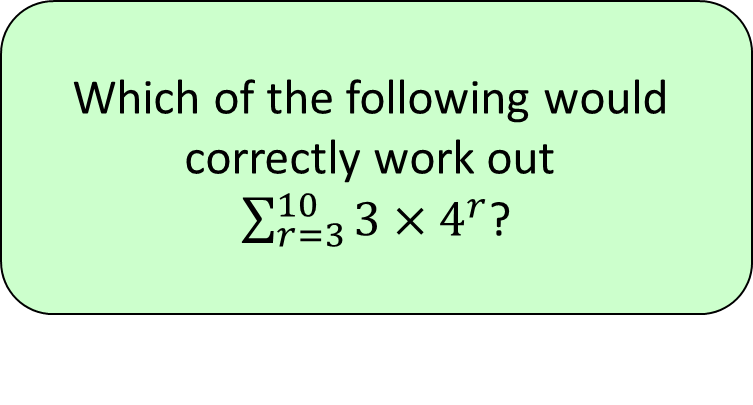 Which of the following would
correctly work out
∑_{r=3}^{10} 3 × 4^r?